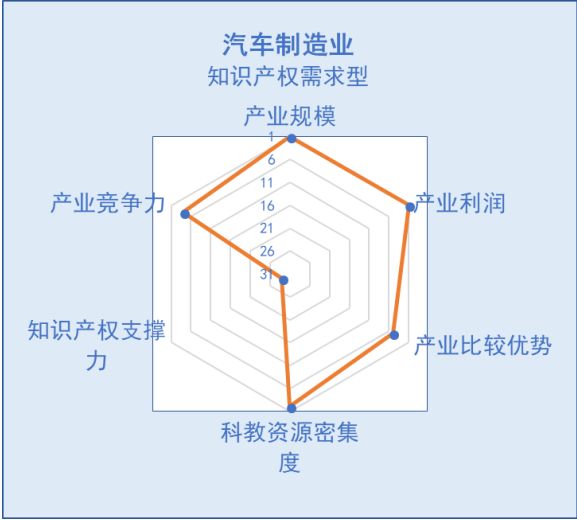 汽车制造业
知识产权需求型
产业规模
1
6
11
16
21
26
31
产业竞争力
产业利润
知识产权支撑
力
产业比较优势
科教资源密集
度